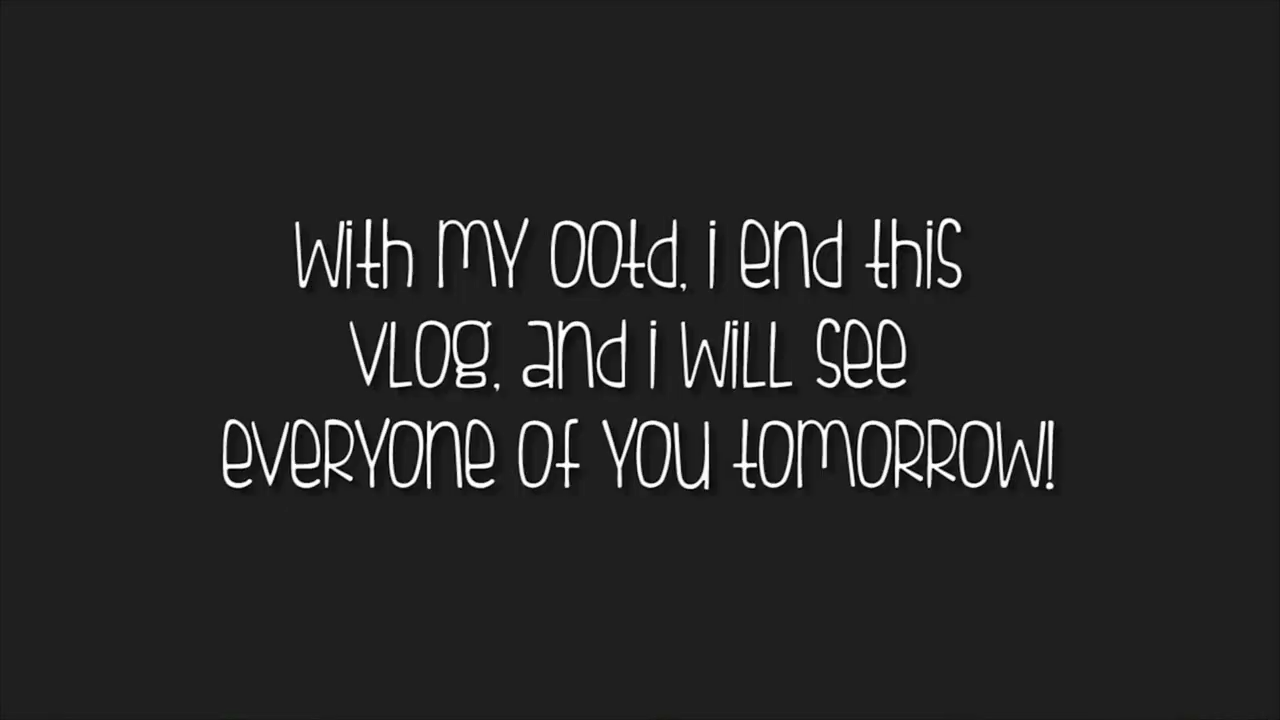 With my ootd, i end this
vlog, and i will see
everyone of you tomorrow!